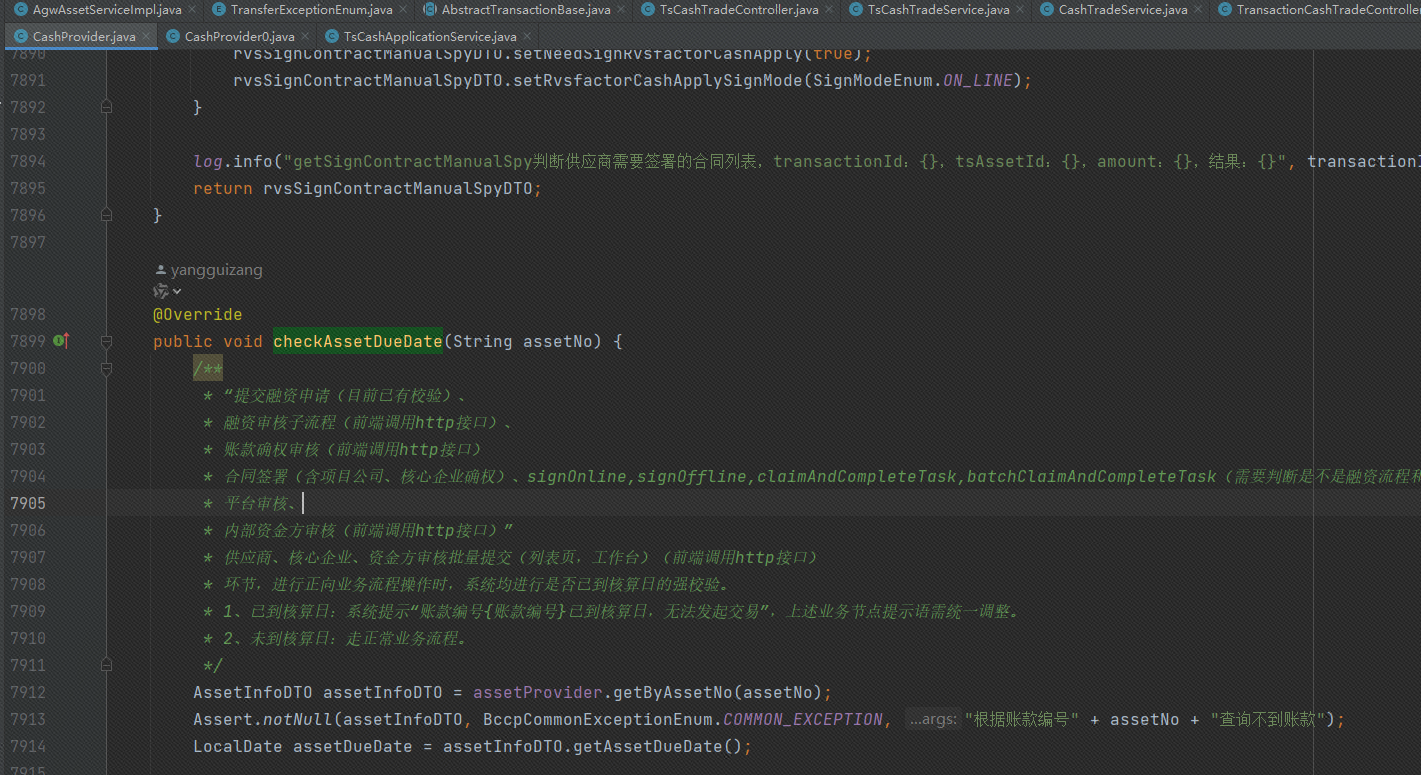 AgwAssetServiceImpl.java TransferExceptionEnum.java AbstractTransactionBase.java TsCashTradeController.java TsCashTradeService.java CashTradeService.java TransactionCashTradeController
CashProvider.java CashProvider0.java TsCashApplicationService.java
7890 rvsSignContractManualSpyDTO.setNeedSignRvsfactorCashApply(true);
7891 rvsSignContractManualSpyDTO.setRvsfactorCashApplySignMode(SignModeEnum.ON_LINE);
7892 }
7893
7894 log.info("getSignContractManualSpy判断供应商需要签署的合同列表，transactionId：{}，tsAssetId：{}，amount：{}，结果：{}", transactionI
7895 return rvsSignContractManualSpyDTO;
7896 }
7897
yangguizang
7898 @Override
7899 public void checkAssetDueDate(String assetNo) {
7900 /**
7901 * “提交融资申请（目前已有校验）、
7902 * 融资审核子流程（前端调用http接口）、
7903 * 账款确权审核（前端调用http接口）
7904 * 合同签署（含项目公司、核心企业确权）、signOnline,signOffline,claimAndCompleteTask,batchClaimAndCompleteTask（需要判断是不是融资流程和
7905 * 平台审核、
7906 * 内部资金方审核（前端调用http接口）”
7907 * 供应商、核心企业、资金方审核批量提交（列表页，工作台）（前端调用http接口）
7908 * 环节，进行正向业务流程操作时，系统均进行是否已到核算日的强校验。
7909 * 1、已到核算日：系统提示“账款编号{账款编号}已到核算日，无法发起交易”，上述业务节点提示语需统一调整。
7910 * 2、未到核算日：走正常业务流程。
7911 */
7912 AssetInfoDTO assetInfoDTO = assetProvider.getByAssetNo(assetNo);
7913 Assert.notNull(assetInfoDTO, BccpCommonExceptionEnum.COMMON_EXCEPTION, ...args: "根据账款编号" + assetNo + "查询不到账款");
7914 LocalDate assetDueDate = assetInfoDTO.getAssetDueDate();
7915